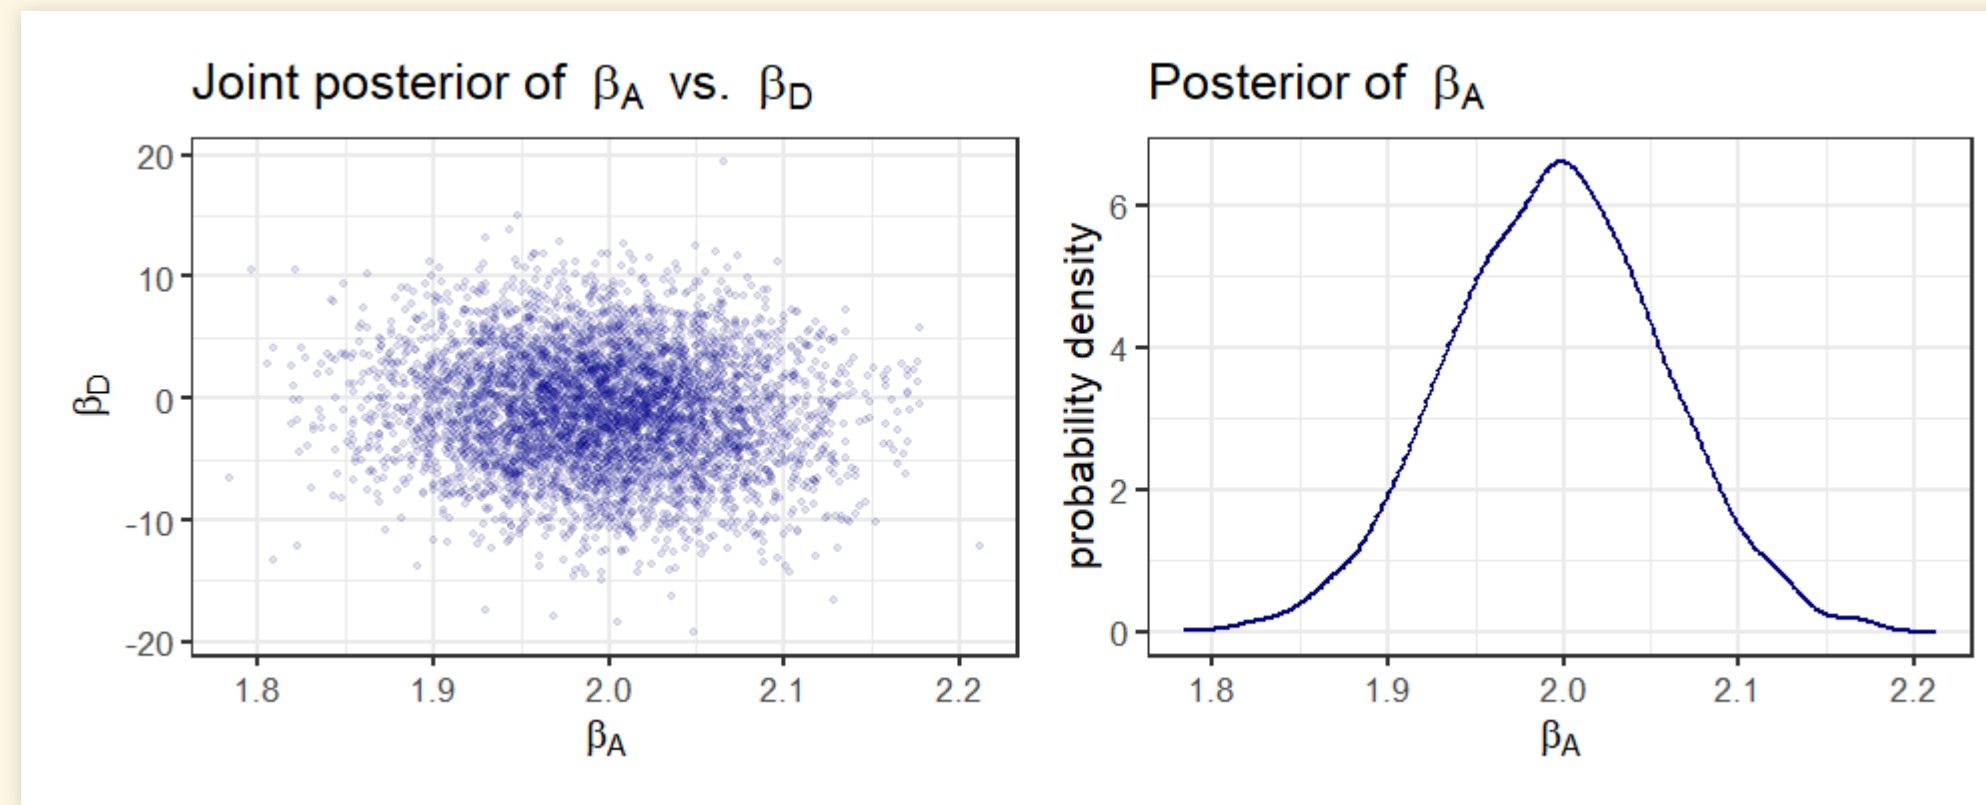 Joint posterior of βA vs. βD
20
10
0
-10
-20
βD
1.8 1.9 2.0 2.1 2.2
βA
Posterior of βA
6
4
2
0
probability density
1.8 1.9 2.0 2.1 2.2
βA